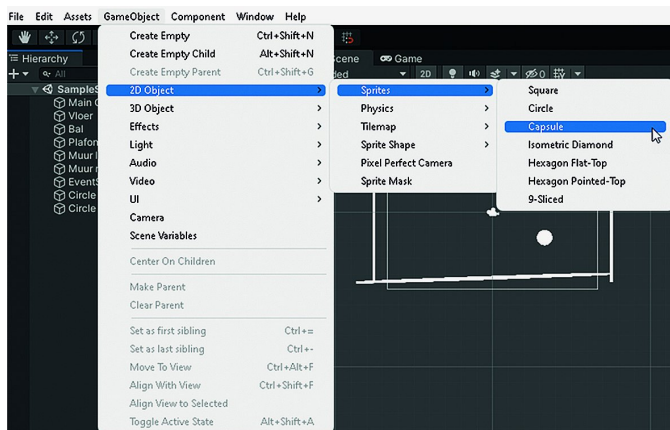 File Edit Assets GameObject Component Window Help
Hierarchy
All
Main
Vloer
Bal
Plafon
Muur
Muur
Circle
Circle
Create Empty Ctrl+Shift+N
Create Empty Child Alt+Shift+N
Create Empty Parent Ctrl+Shift+G
2D Object
3D Object
Effects
Light
Audio
Video
UI
Camera
Scene Variables
Center On Children
Make Parent
Clear Parent
Set as first sibling Ctrl+=
Set as last sibling Ctrl+-
Move To View Ctrl+Alt+F
Align With View Ctrl+Shift+F
Align View to Selected
Toggle Active State Alt+Shift+A
Game
2D
0
Sprites
Physics
Tilemap
Sprite Shape
Pixel Perfect Camera
Sprite Mask
Square
Circle
Capsule
Isometric Diamond
Hexagon Flat-Top
Hexagon Pointed-Top
9-Sliced